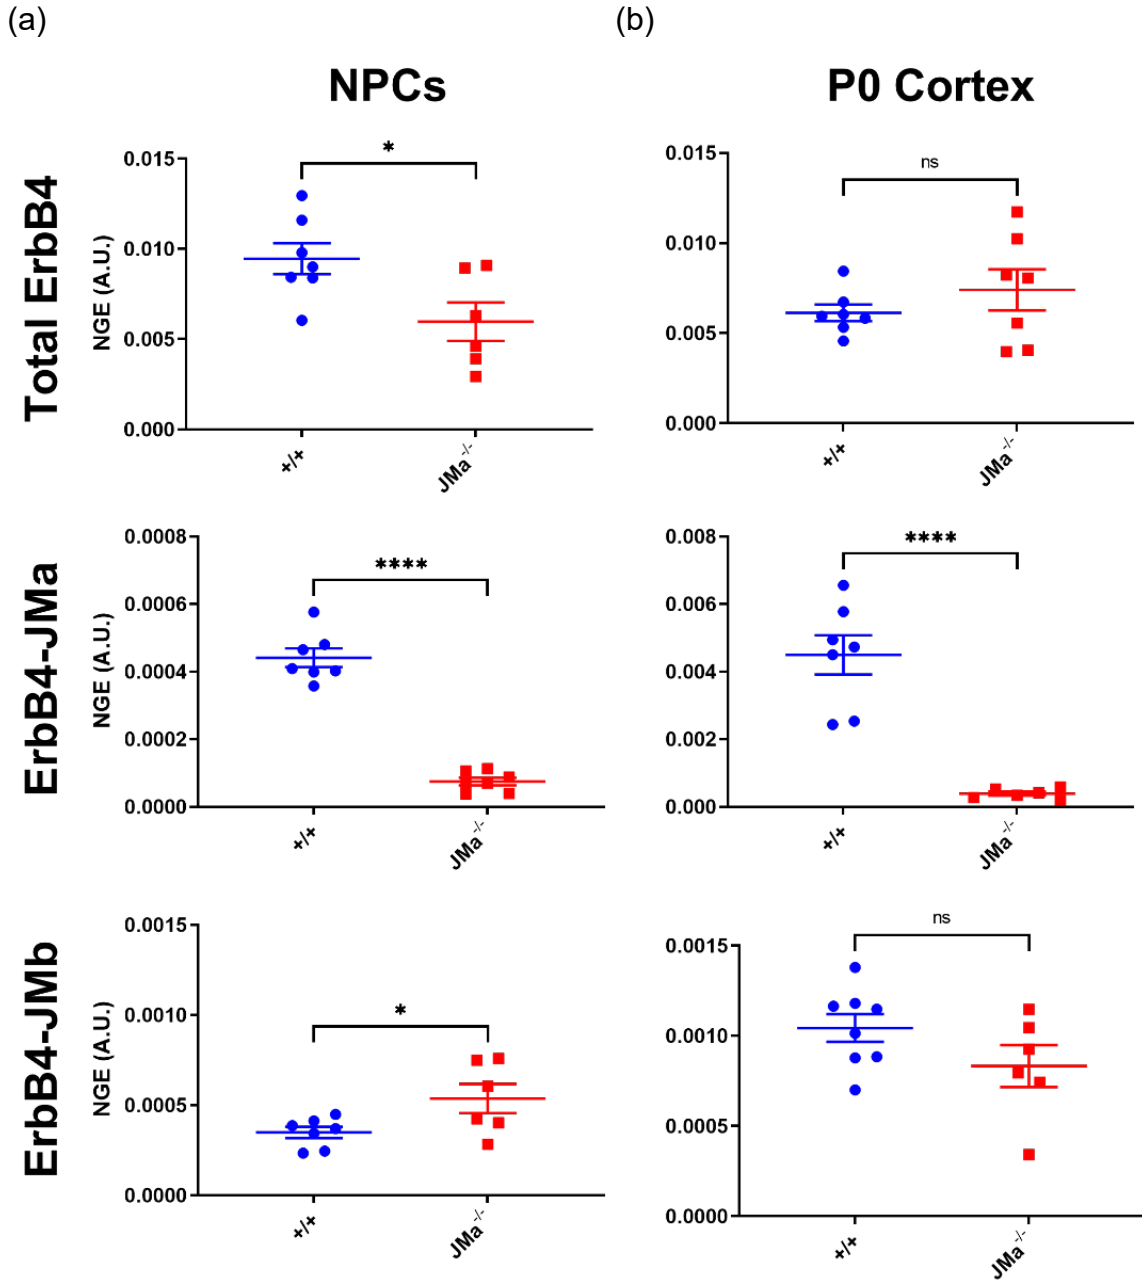 (a)
(b)
NPCs
P0 Cortex
Total ErbB4
NGE (A.U.)
0.015
0.010
0.005
0.000
*
+/+
JMa-/-
0.015
0.010
0.005
0.000
ns
+/+
JMa-/-
ErbB4-JMa
NGE (A.U.)
0.0008
0.0006
0.0004
0.0002
0.0000
****
+/+
JMa-/-
0.008
0.006
0.004
0.002
0.000
****
+/+
JMa-/-
ErbB4-JMb
NGE (A.U.)
0.0015
0.0010
0.0005
0.0000
*
+/+
JMa-/-
0.0015
0.0010
0.0005
0.0000
ns
+/+
JMa-/-